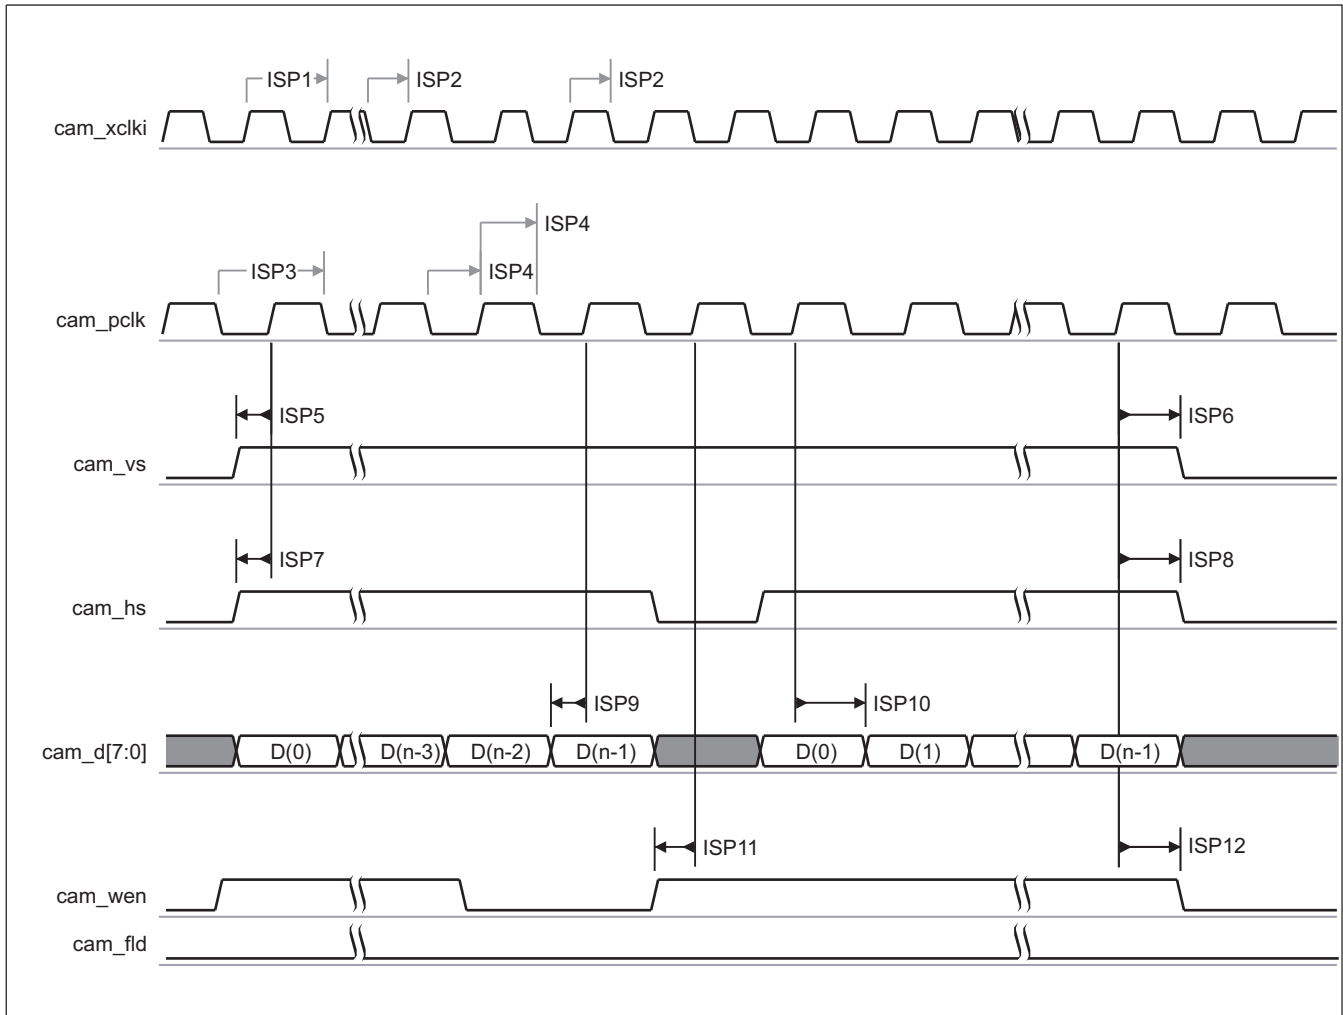 ISP1 ISP2 ISP2
cam_xclki
ISP4
ISP3 ISP4
cam_pclk
ISP5 ISP6
cam_vs
ISP7 ISP8
cam_hs
ISP9 ISP10
cam_d[7:0] D(0) D(n-3) D(n-2) D(n-1) D(0) D(1) D(n-1)
ISP11 ISP12
cam_wen
cam_fld